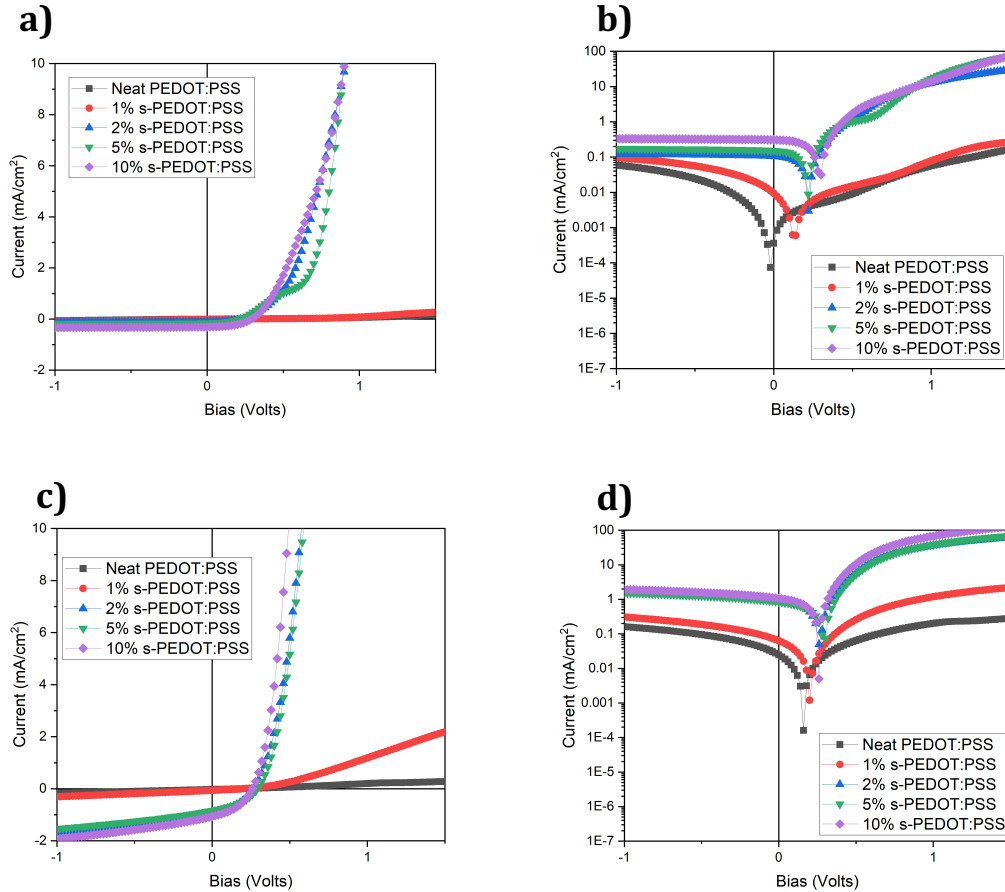 a)
10
8
6
4
2
0
-2
-1
0
1
Current (mA/cm²)
Bias (Volts)
Neat PEDOT:PSS
1% s-PEDOT:PSS
2% s-PEDOT:PSS
5% s-PEDOT:PSS
10% s-PEDOT:PSS
b)
100
10
1
0.1
0.01
0.001
1E-4
1E-5
1E-6
1E-7
-1
0
1
Current (mA/cm²)
Bias (Volts)
Neat PEDOT:PSS
1% s-PEDOT:PSS
2% s-PEDOT:PSS
5% s-PEDOT:PSS
10% s-PEDOT:PSS
c)
10
8
6
4
2
0
-2
-1
0
1
Current (mA/cm²)
Bias (Volts)
Neat PEDOT:PSS
1% s-PEDOT:PSS
2% s-PEDOT:PSS
5% s-PEDOT:PSS
10% s-PEDOT:PSS
d)
100
10
1
0.1
0.01
0.001
1E-4
1E-5
1E-6
1E-7
-1
0
1
Current (mA/cm²)
Bias (Volts)
Neat PEDOT:PSS
1% s-PEDOT:PSS
2% s-PEDOT:PSS
5% s-PEDOT:PSS
10% s-PEDOT:PSS